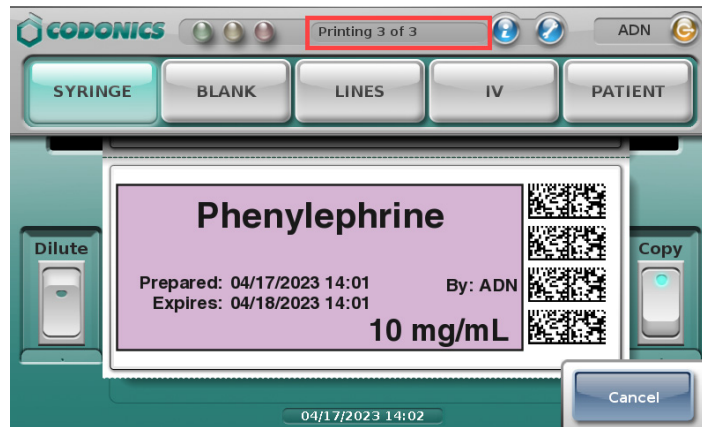 CODONICS Printing 3 of 3 ADN
SYRINGE BLANK LINES IV PATIENT
Phenylephrine
Dilute Copy
Prepared: 04/17/2023 14:01 By: ADN
Expires: 04/18/2023 14:01
10 mg/mL
Cancel
04/17/2023 14:02